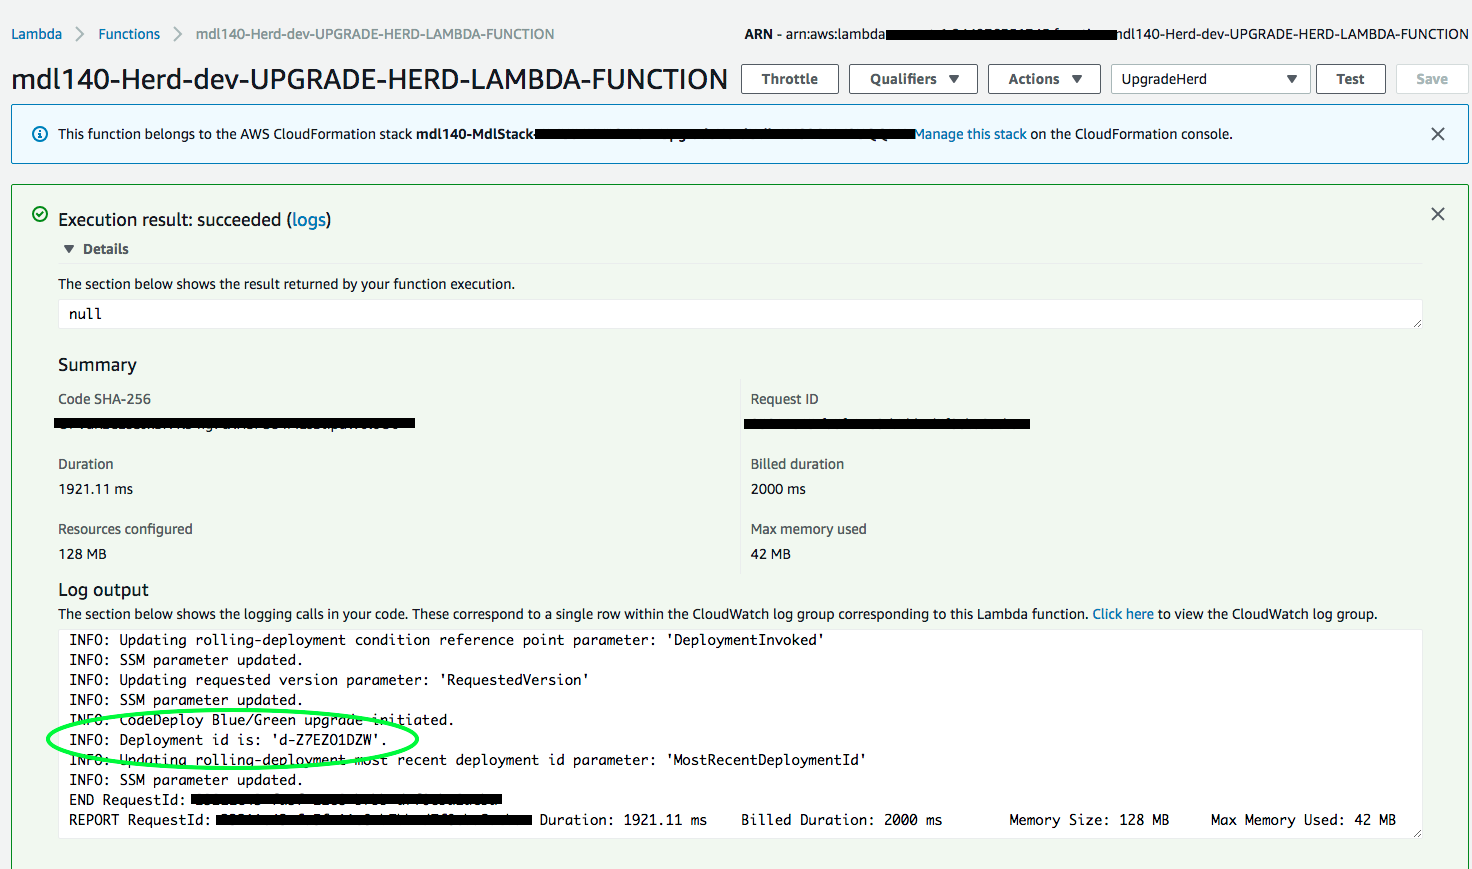 Lambda > Functions > mdl140-Herd-dev-UPGRADE-HERD-LAMBDA-FUNCTION
ARN - arn:aws:lambda mdl140-Herd-dev-UPGRADE-HERD-LAMBDA-FUNCTION
mdl140-Herd-dev-UPGRADE-HERD-LAMBDA-FUNCTION
Throttle
Qualifiers
Actions
UpgradeHerd
Test
Save
This function belongs to the AWS CloudFormation stack mdl140-MdlStack- Manage this stack on the CloudFormation console.
Execution result: succeeded (logs)
Details
The section below shows the result returned by your function execution.
null
Summary
Code SHA-256
Request ID
Duration
Billed duration
1921.11 ms
2000 ms
Resources configured
Max memory used
128 MB
42 MB
Log output
The section below shows the logging calls in your code. These correspond to a single row within the CloudWatch log group corresponding to this Lambda function. Click here to view the CloudWatch log group.
INFO: Updating rolling-deployment condition reference point parameter: 'DeploymentInvoked'
INFO: SSM parameter updated.
INFO: Updating requested version parameter: 'RequestedVersion'
INFO: SSM parameter updated.
INFO: CodeDeploy Blue/Green upgrade initiated.
INFO: Deployment id is: 'd-Z7EZO1DZW'.
INFO: Updating rolling-deployment most recent deployment id parameter: 'MostRecentDeploymentId'
INFO: SSM parameter updated.
END RequestId:
REPORT RequestId: Duration: 1921.11 ms Billed Duration: 2000 ms Memory Size: 128 MB Max Memory Used: 42 MB